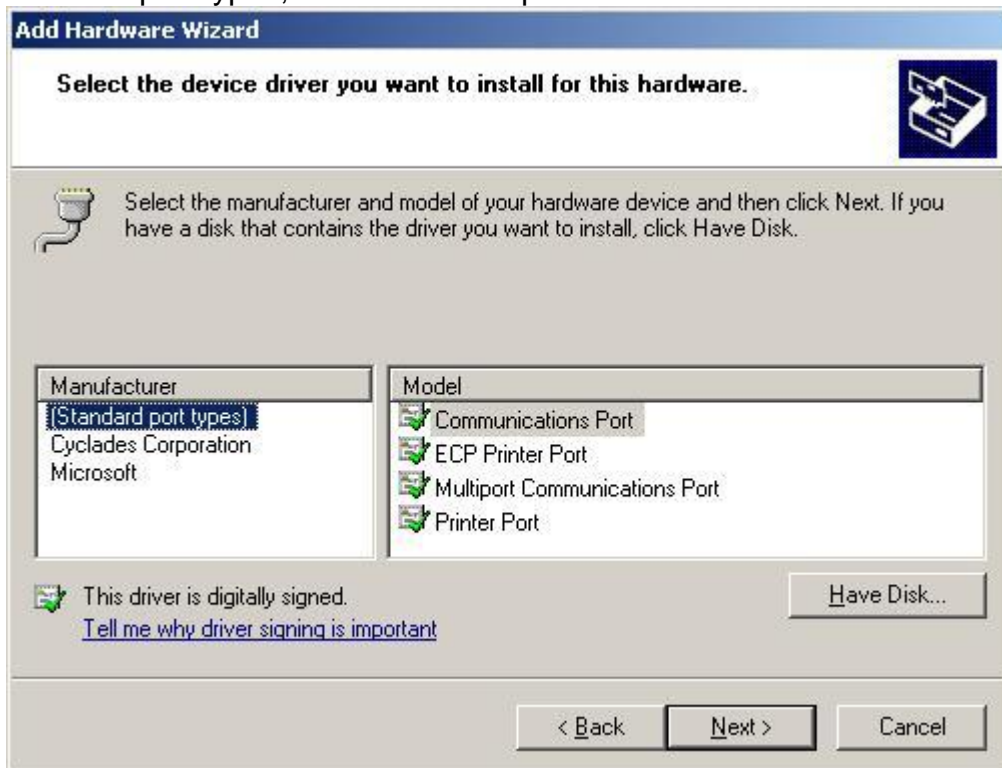 Add Hardware Wizard
Select the device driver you want to install for this hardware.
Select the manufacturer and model of your hardware device and then click Next. If you
have a disk that contains the driver you want to install, click Have Disk.
Manufacturer
(Standard port types)
Cyclades Corporation
Microsoft
Model
Communications Port
ECP Printer Port
Multiport Communications Port
Printer Port
This driver is digitally signed.
Tell me why driver signing is important
Have Disk...
< Back
Next >
Cancel